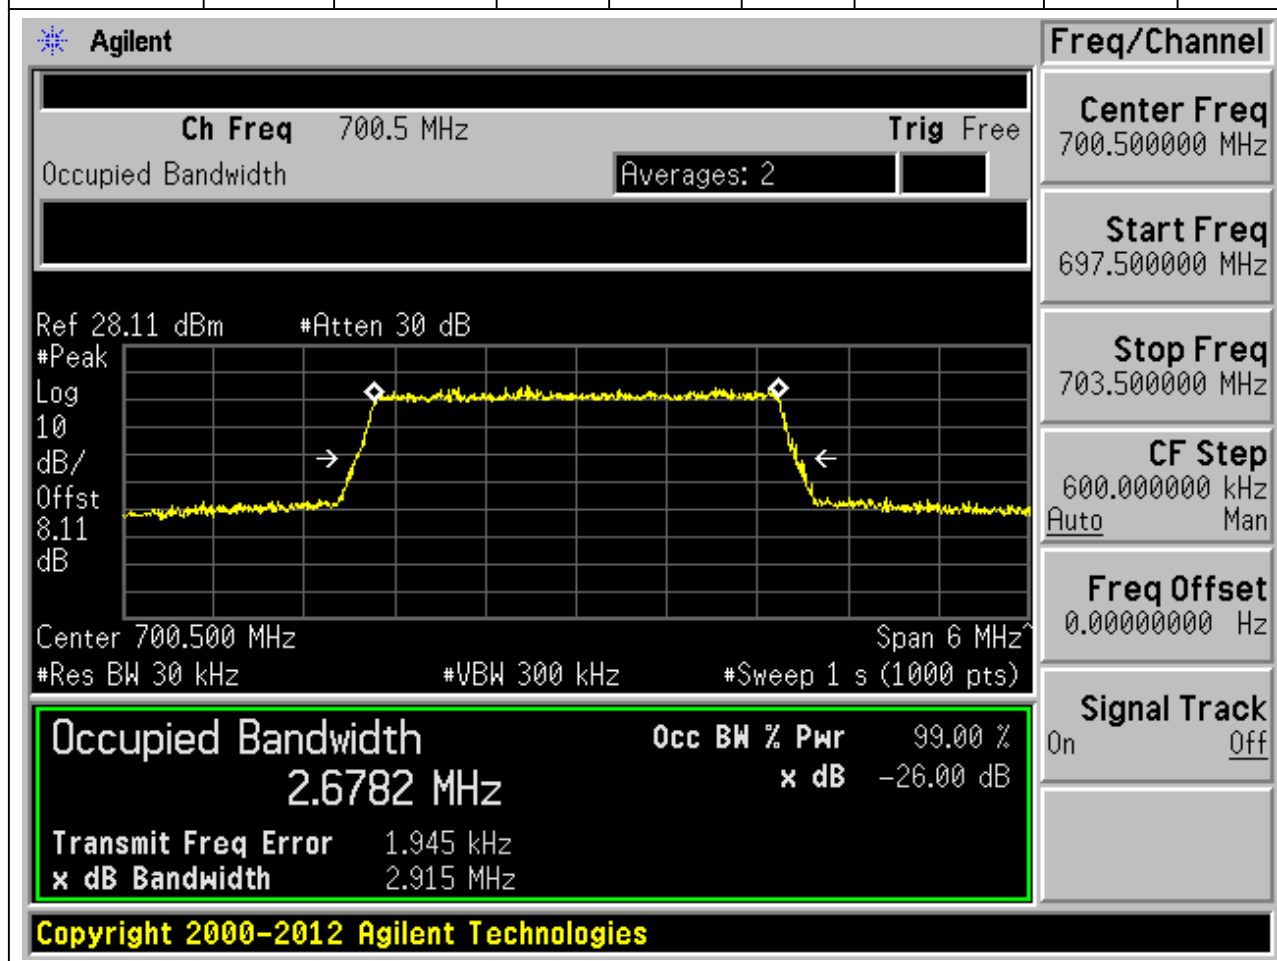 Agilent
Freq/Channel
Ch Freq 700.5 MHz Trig Free
Occupied Bandwidth Averages: 2
Center Freq
700.500000 MHz
Start Freq
697.500000 MHz
Stop Freq
703.500000 MHz
CF Step
600.000000 kHz
Auto Man
Freq Offset
0.00000000 Hz
Signal Track
On Off
Ref 28.11 dBm #Atten 30 dB
#Peak
Log
10
dB/
Offst
8.11
dB
Center 700.500 MHz Span 6 MHz^
#Res BW 30 kHz #VBW 300 kHz #Sweep 1 s (1000 pts)
Occupied Bandwidth Occ BW % Pwr 99.00 %
2.6782 MHz x dB -26.00 dB
Transmit Freq Error 1.945 kHz
x dB Bandwidth 2.915 MHz
Copyright 2000-2012 Agilent Technologies